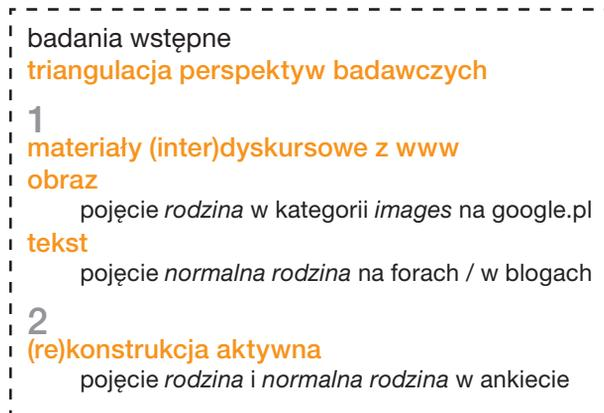 badania wstępne
triangulacja perspektyw badawczych
1
materiały (inter)dyskursowe z www
obraz
pojęcie rodzina w kategorii images na google.pl
tekst
pojęcie normalna rodzina na forach / w blogach
2
(re)konstrukcja aktywna
pojęcie rodzina i normalna rodzina w ankiecie